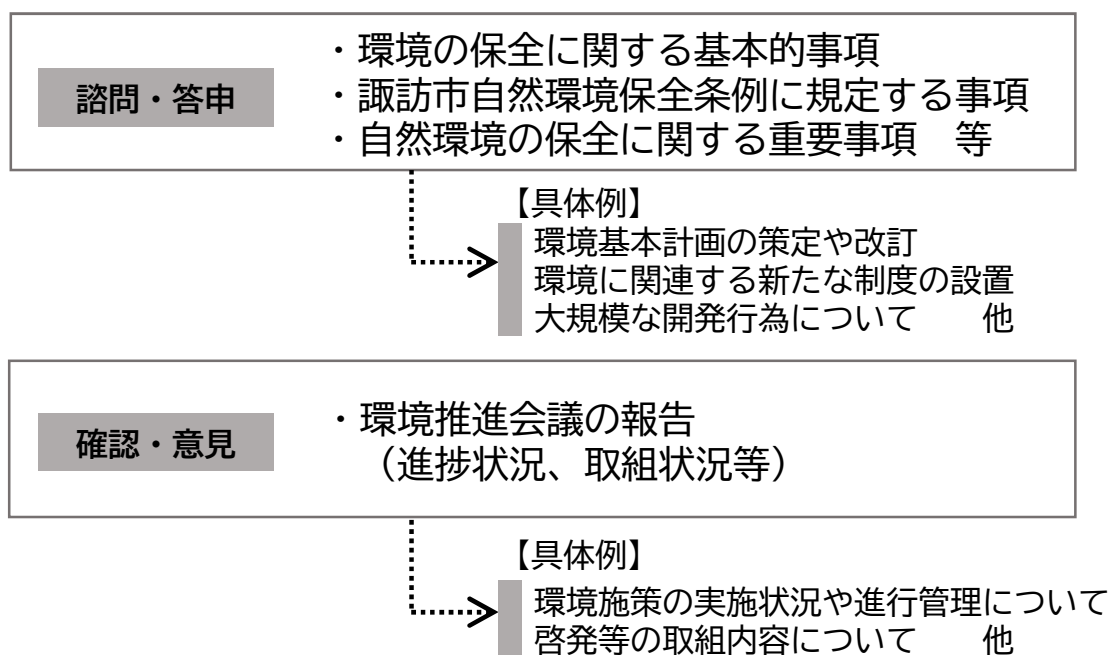 諮問・答申
・環境の保全に関する基本的事項
・諏訪市自然環境保全条例に規定する事項
・自然環境の保全に関する重要事項　等
【具体例】
環境基本計画の策定や改訂
環境に関連する新たな制度の設置
大規模な開発行為について　　他
確認・意見
・環境推進会議の報告
（進捗状況、取組状況等）
【具体例】
環境施策の実施状況や進行管理について
啓発等の取組内容について　　他